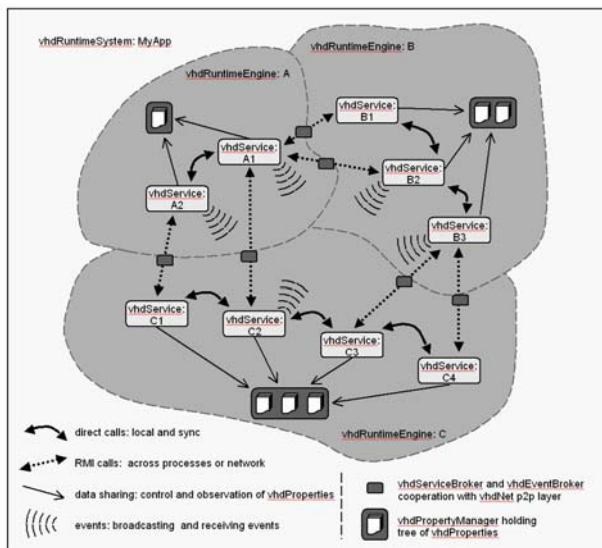 vhdRuntimeSystem: MyApp
vhdRuntimeEngine: B
vhdRuntimeEngine: A
vhdService:
B1
vhdService:
A1
vhdService:
B2
vhdService:
A2
vhdService:
B3
vhdService:
C1
vhdService:
C2
vhdService:
C3
vhdService:
C4
vhdRuntimeEngine: C
direct calls: local and sync
RMI calls: across processes or network
data sharing: control and observation of vhdProperties
events: broadcasting and receiving events
vhdServiceBroker and vhdEventBroker
cooperation with vhdNet p2p layer
vhdPropertyManager holding
tree of vhdProperties